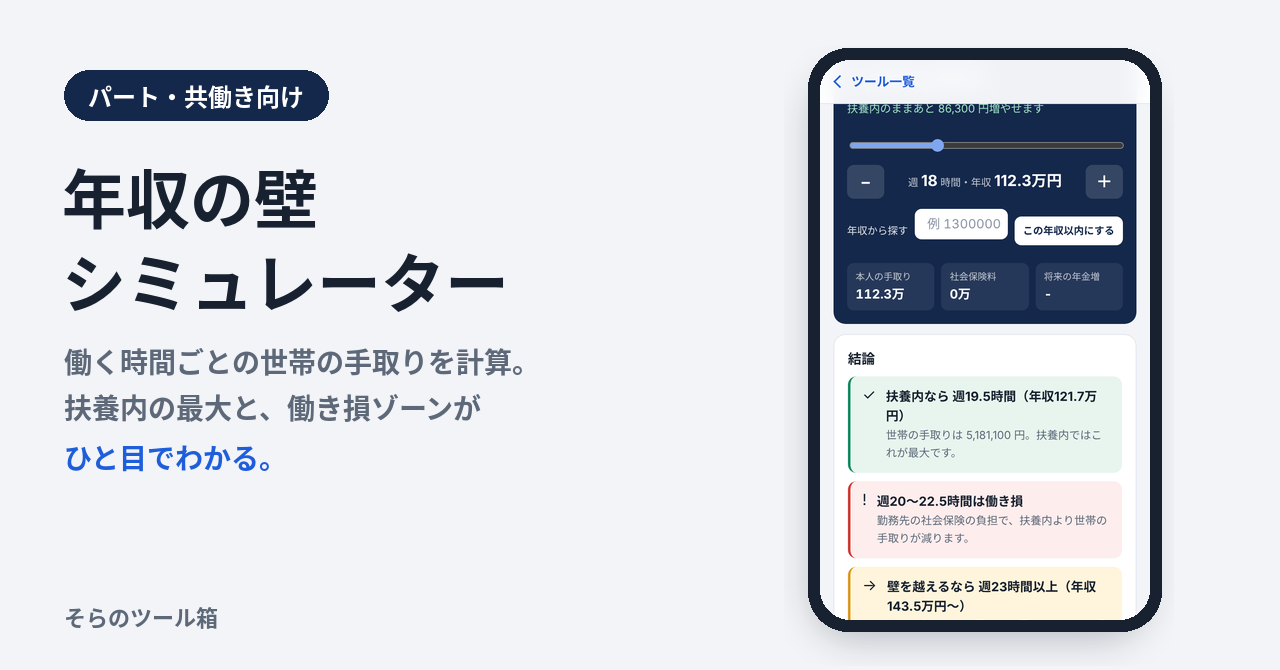 パート・共働き向け
年収の壁
シミュレーター
働く時間ごとの世帯の手取りを計算。
扶養内の最大と、働き損ゾーンが
ひと目でわかる。
そらのツール箱
ツール一覧
扶養内のままあと 86,300 円増やせます
−
週 18 時間・年収 112.3万円
+
年収から探す
例 1300000
この年収以内にする
本人の手取り
112.3万
社会保険料
0万
将来の年金増
-
結論
扶養内なら 週19.5時間（年収121.7万
円）
世帯の手取りは 5,181,100 円。扶養内ではこ
れが最大です。
! 週20〜22.5時間は働き損
勤務先の社会保険の負担で、扶養内より世帯の
手取りが減ります。
→ 壁を越えるなら 週23時間以上（年収
143.5万円〜）